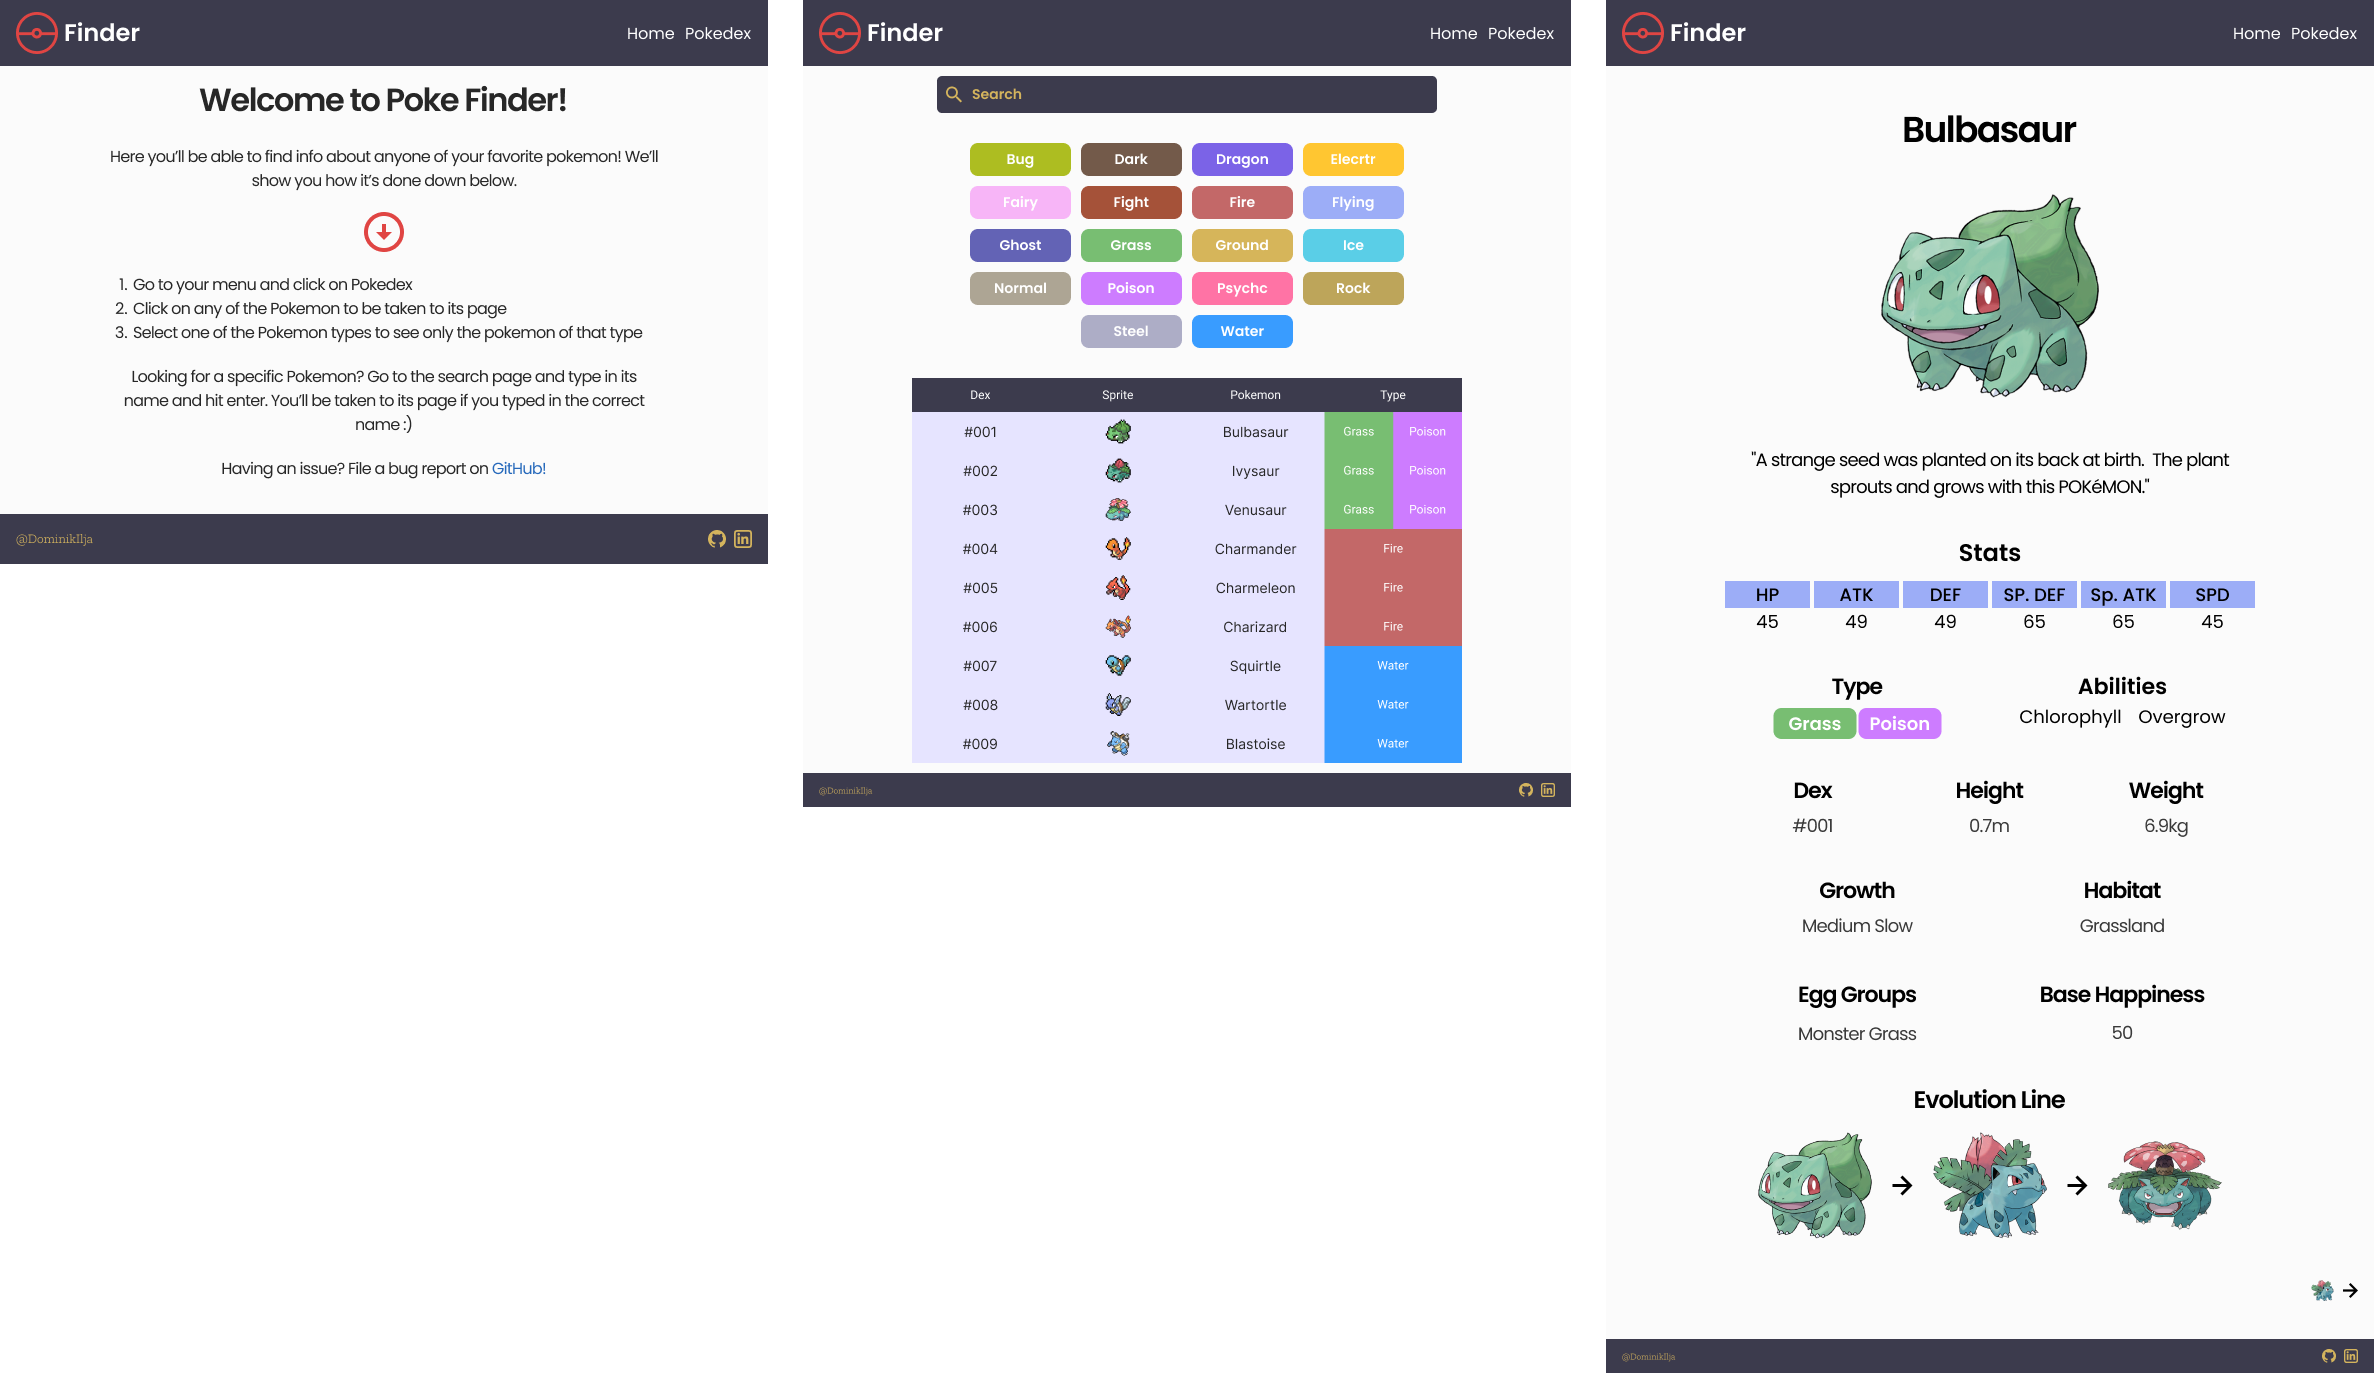 Finder
Home Pokedex
Welcome to Poke Finder!
Here you’ll be able to find info about anyone of your favorite pokemon! We’ll
show you how it’s done down below.
1. Go to your menu and click on Pokedex
2. Click on any of the Pokemon to be taken to its page
3. Select one of the Pokemon types to see only the pokemon of that type
Looking for a specific Pokemon? Go to the search page and type in its
name and hit enter. You’ll be taken to its page if you typed in the correct
name :)
Having an issue? File a bug report on GitHub!
@DominikIlja
Finder
Home Pokedex
Search
Bug Dark Dragon Elecrtr
Fairy Fight Fire Flying
Ghost Grass Ground Ice
Normal Poison Psychc Rock
Steel Water
Dex Sprite Pokemon Type
#001 Bulbasaur Grass Poison
#002 Ivysaur Grass Poison
#003 Venusaur Grass Poison
#004 Charmander Fire
#005 Charmeleon Fire
#006 Charizard Fire
#007 Squirtle Water
#008 Wartortle Water
#009 Blastoise Water
@DominikIlja
Finder
Home Pokedex
Bulbasaur
"A strange seed was planted on its back at birth. The plant
sprouts and grows with this POKéMON."
Stats
HP ATK DEF SP. DEF Sp. ATK SPD
45 49 49 65 65 45
Type Abilities
Grass Poison Chlorophyll Overgrow
Dex Height Weight
#001 0.7m 6.9kg
Growth Habitat
Medium Slow Grassland
Egg Groups Base Happiness
Monster Grass 50
Evolution Line
@DominikIlja